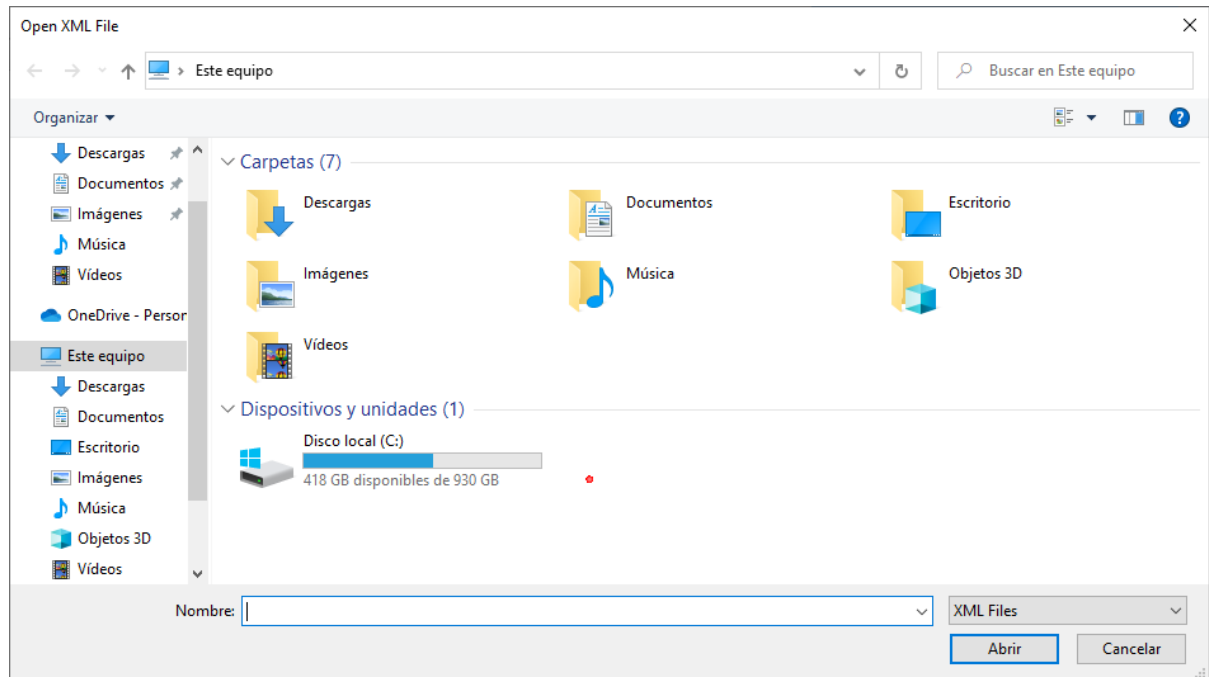 Open XML File
Este equipo
Buscar en Este equipo
Organizar
Descargas
Documentos
Imágenes
Música
Vídeos
OneDrive - Person
Este equipo
Descargas
Documentos
Escritorio
Imágenes
Música
Objetos 3D
Vídeos
Carpetas (7)
Descargas
Documentos
Escritorio
Imágenes
Música
Objetos 3D
Vídeos
Dispositivos y unidades (1)
Disco local (C:)
418 GB disponibles de 930 GB
Nombre:
XML Files
Abrir
Cancelar